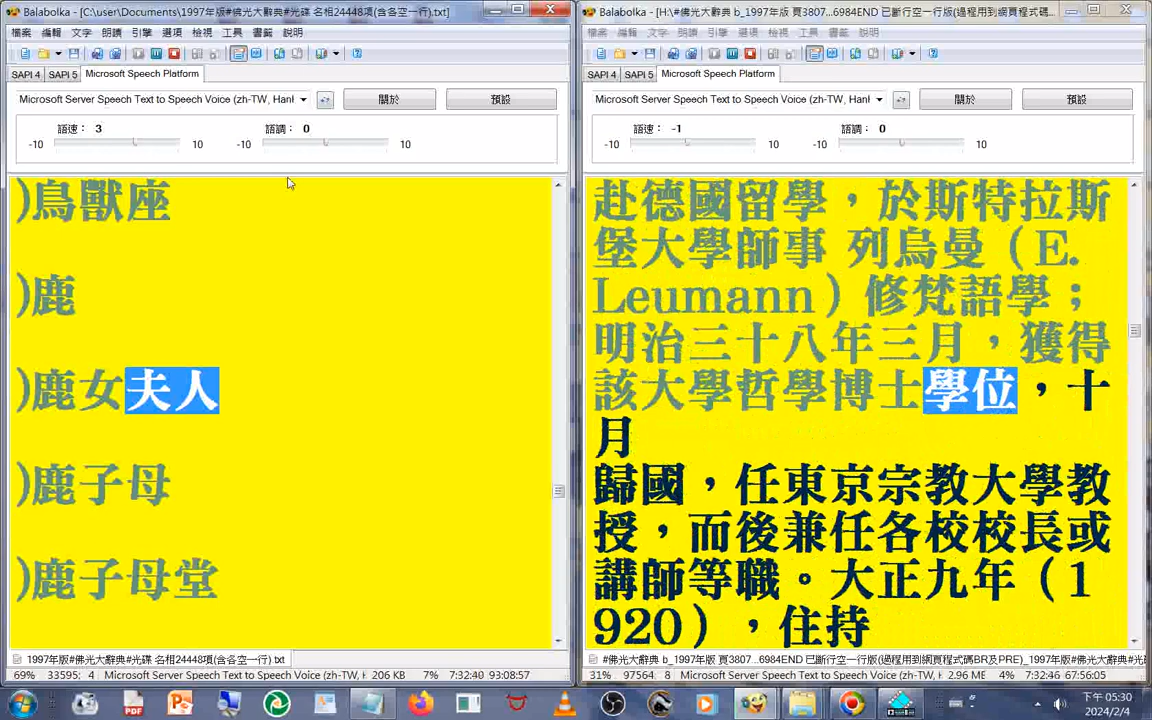 Balabolka - [C:\user\Documents\1997年版#佛光大辭典#光碟 名相24448項(含各空一行).txt]
檔案 編輯 文字 朗讀 引擎 選項 檢視 工具 書籤 說明
SAPI 4 SAPI 5 Microsoft Speech Platform
Microsoft Server Speech Text to Speech Voice (zh-TW, Hanl
關於 預設
語速： 3 語調： 0
-10 10 -10 10
)鳥獸座
)鹿
)鹿女夫人
)鹿子母
)鹿子母堂
1997年版#佛光大辭典#光碟 名相24448項(含各空一行).txt
69% 33595: 4 Microsoft Server Speech Text to Speech Voice (zh-TW, H 206 KB 7% 7:32:40 93:08:57
Balabolka - [H:\#佛光大辭典 b_1997年版 頁3807...6984END 已斷行空一行版(過程用到網頁程式碼
檔案 編輯 文字 朗讀 引擎 選項 檢視 工具 書籤 說明
SAPI 4 SAPI 5 Microsoft Speech Platform
Microsoft Server Speech Text to Speech Voice (zh-TW, Hanl
關於 預設
語速： -1 語調： 0
-10 10 -10 10
赴德國留學，於斯特拉斯
堡大學師事 列烏曼（E.
Leumann）修梵語學；
明治三十八年三月，獲得
該大學哲學博士學位，十
月
歸國，任東京宗教大學教
授，而後兼任各校校長或
講師等職。大正九年（1
920），住持
#佛光大辭典 b_1997年版 頁3807...6984END 已斷行空一行版(過程用到網頁程式碼BR及PRE)_1997年版#光
31% 97564: 8 Microsoft Server Speech Text to Speech Voice (zh-TW, H 2.96 ME 4% 7:32:46 67:56:05
PDF
下午 05:30
2024/2/4